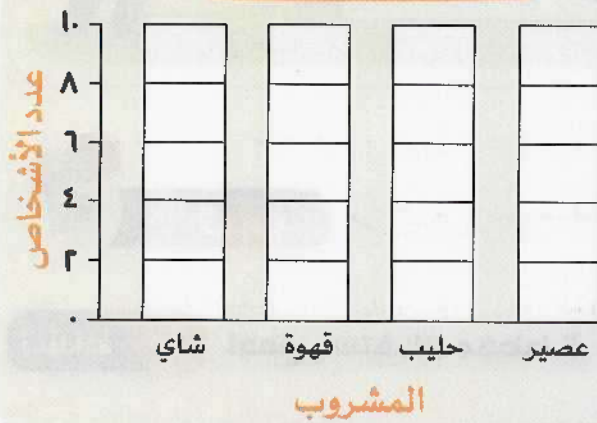 ١٠
٨
٦
٤
٢
٠
عدد الأشخاص
شاي قهوة حليب عصير
المشروب